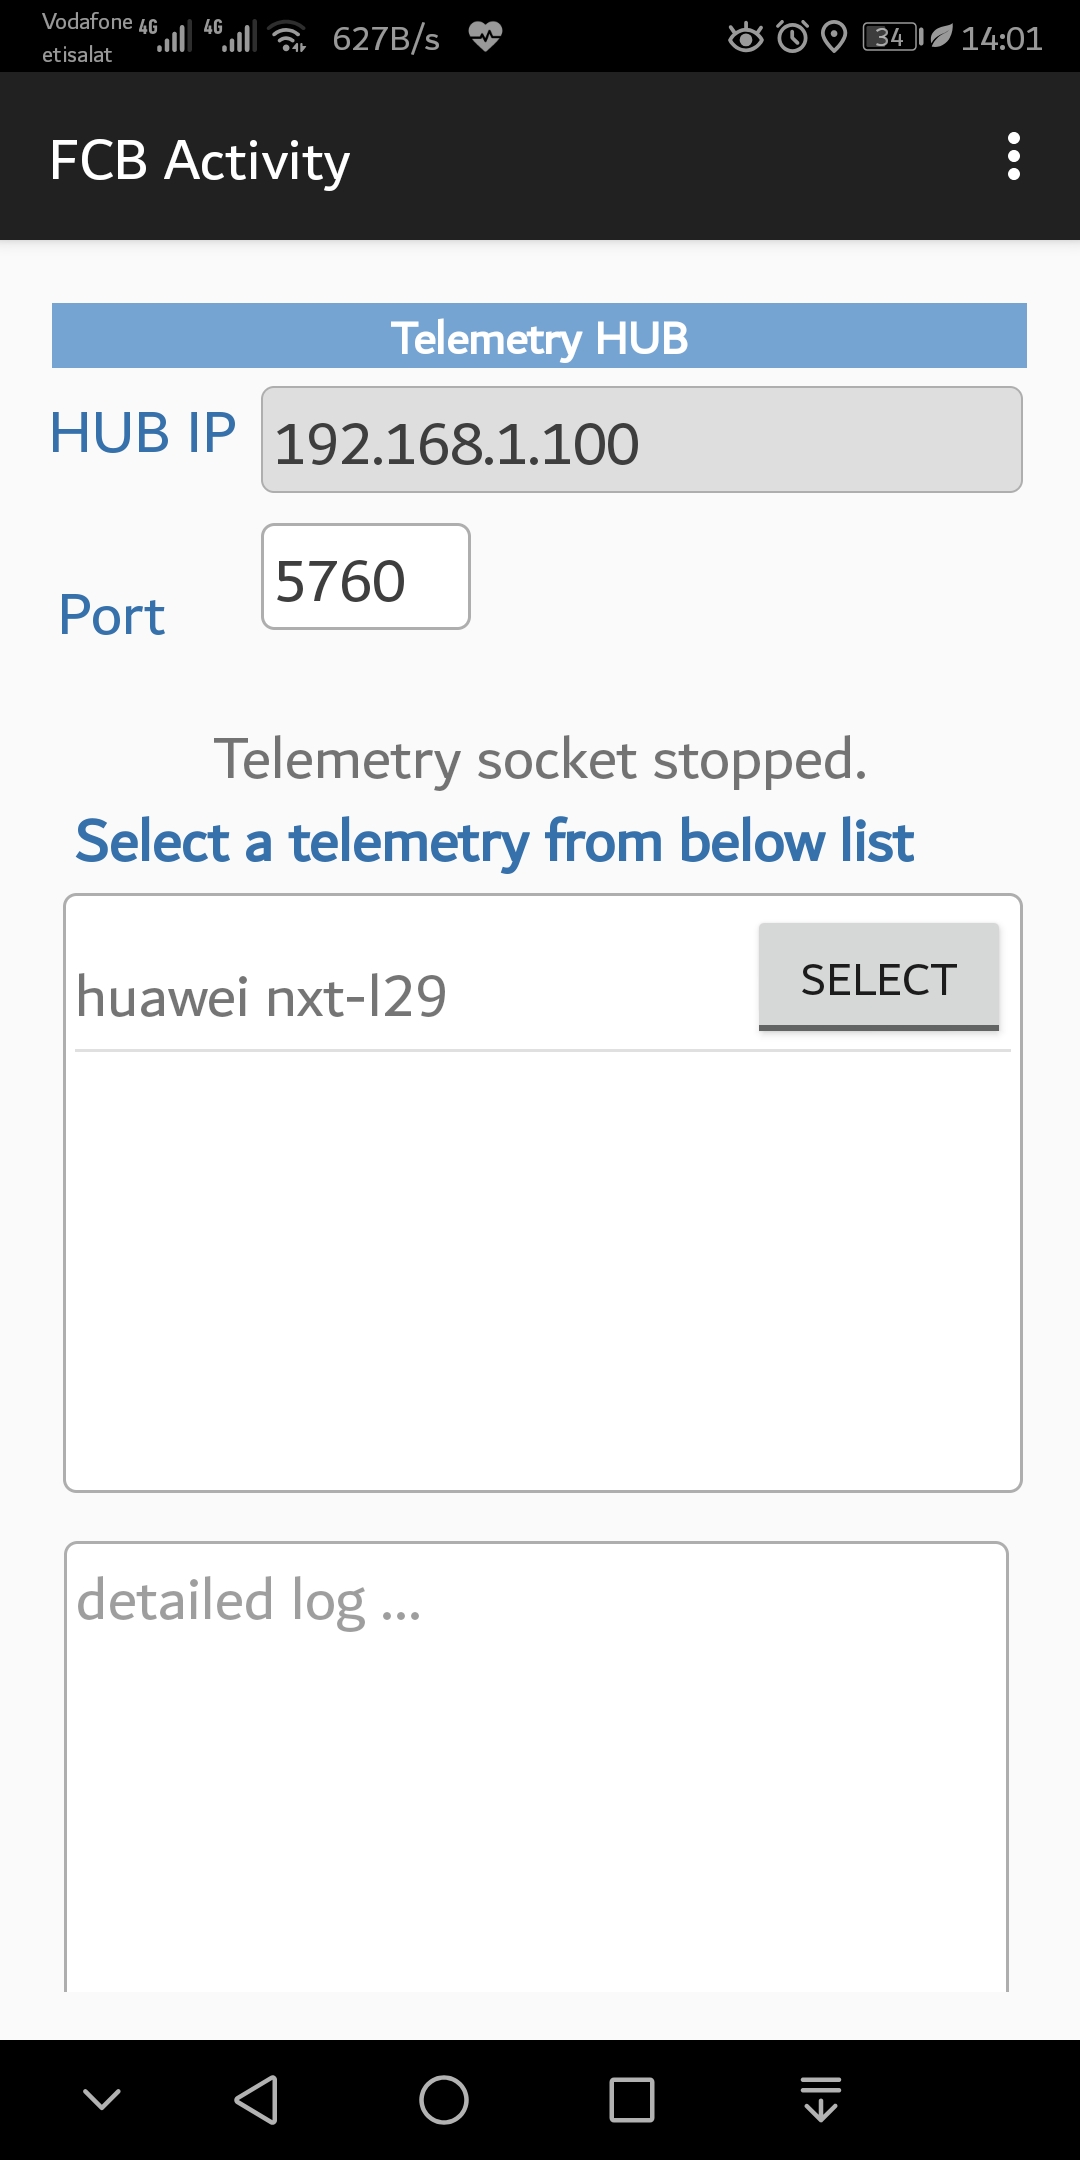 Vodafone 4G 4G 627B/s 34 14:01
etisalat
FCB Activity
Telemetry HUB
HUB IP 192.168.1.100
Port 5760
Telemetry socket stopped.
Select a telemetry from below list
huawei nxt-l29 SELECT
detailed log ...